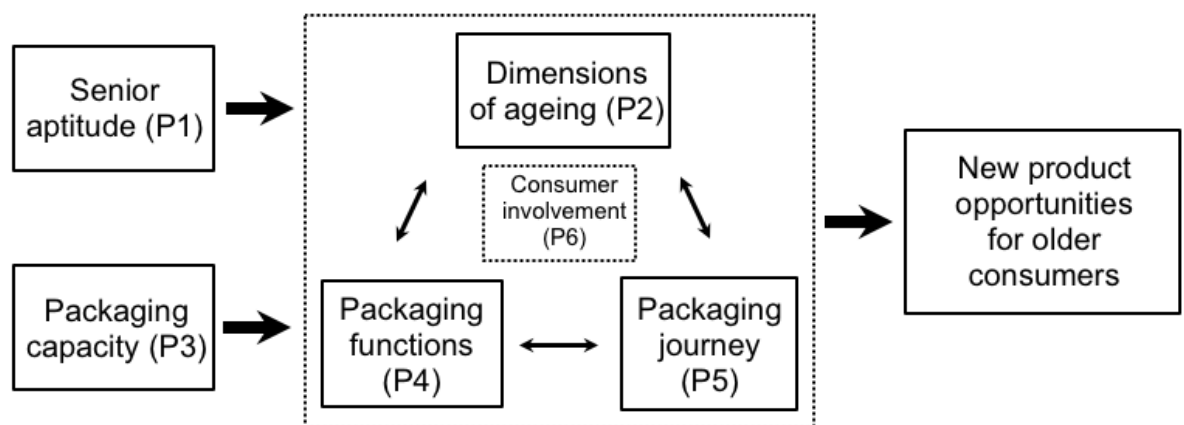 Senior
aptitude (P1)
Packaging
capacity (P3)
Dimensions
of ageing (P2)
Consumer
involvement
(P6)
Packaging
functions
(P4)
Packaging
journey
(P5)
New product
opportunities
for older
consumers